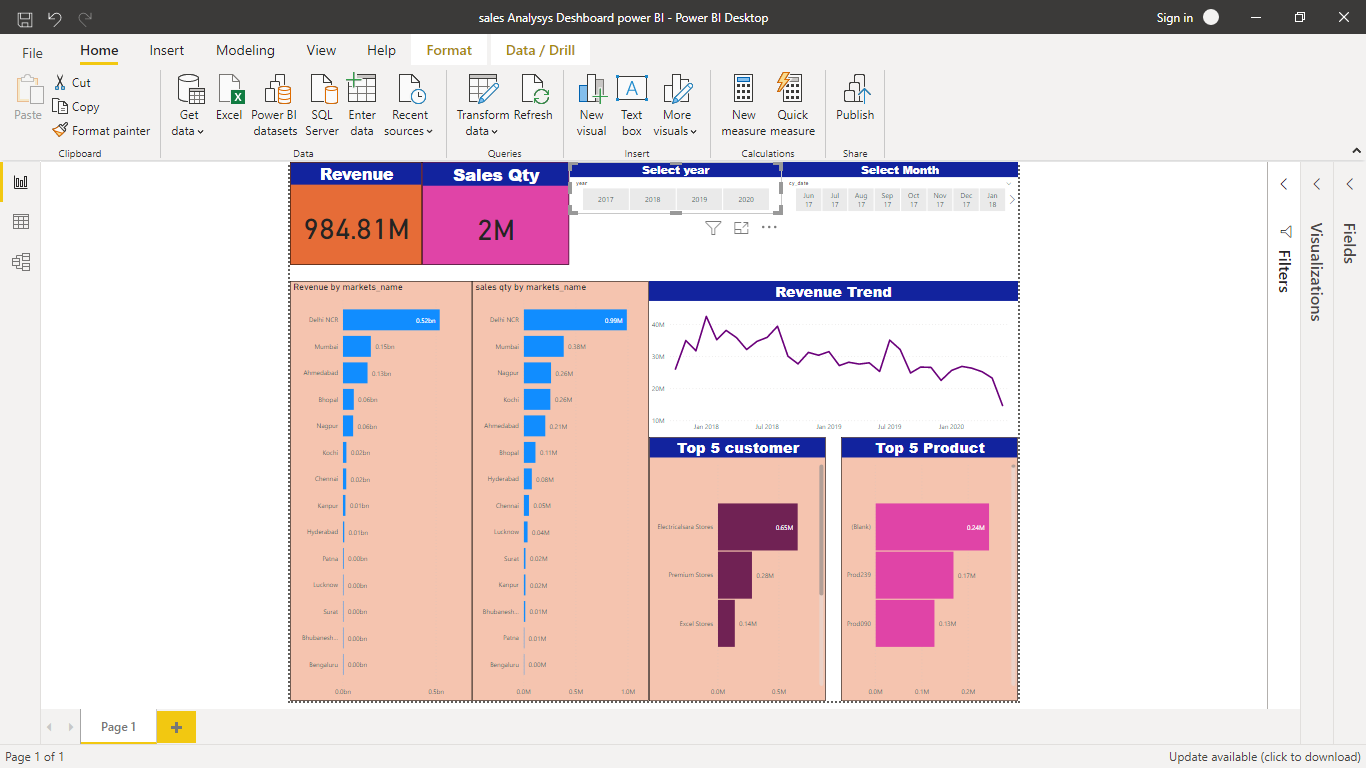 sales Analysys Deshboard power BI - Power BI Desktop
Sign in
File
Home
Insert
Modeling
View
Help
Format
Data / Drill
Paste
Cut
Copy
Format painter
Clipboard
Get data
Excel
Power BI datasets
SQL Server
Enter data
Recent sources
Data
Transform data
Refresh
Queries
New visual
Text box
More visuals
Insert
New measure
Quick measure
Calculations
Publish
Share
Revenue
984.81M
Sales Qty
2M
Select year
year
2017 2018 2019 2020
Select Month
cy_date
Jun 17 Jul 17 Aug 17 Sep 17 Oct 17 Nov 17 Dec 17 Jan 18
Filters
Visualizations
Fields
Revenue by markets_name
Delhi NCR 0.52bn
Mumbai 0.15bn
Ahmedabad 0.13bn
Bhopal 0.06bn
Nagpur 0.06bn
Kochi 0.02bn
Chennai 0.02bn
Kanpur 0.01bn
Hyderabad 0.01bn
Patna 0.00bn
Lucknow 0.00bn
Surat 0.00bn
Bhubanesh... 0.00bn
Bengaluru 0.00bn
0.0bn 0.5bn
sales qty by markets_name
Delhi NCR 0.99M
Mumbai 0.38M
Nagpur 0.26M
Kochi 0.26M
Ahmedabad 0.21M
Bhopal 0.11M
Hyderabad 0.08M
Chennai 0.05M
Lucknow 0.04M
Surat 0.02M
Kanpur 0.02M
Bhubanesh... 0.01M
Patna 0.01M
Bengaluru 0.00M
0.0M 0.5M 1.0M
Revenue Trend
40M
30M
20M
10M
Jan 2018 Jul 2018 Jan 2019 Jul 2019 Jan 2020
Top 5 customer
Electricalsara Stores 0.65M
Premium Stores 0.28M
Excel Stores 0.14M
0.0M 0.5M
Top 5 Product
(Blank) 0.24M
Prod239 0.17M
Prod090 0.13M
0.0M 0.1M 0.2M
Page 1
Page 1 of 1
Update available (click to download)